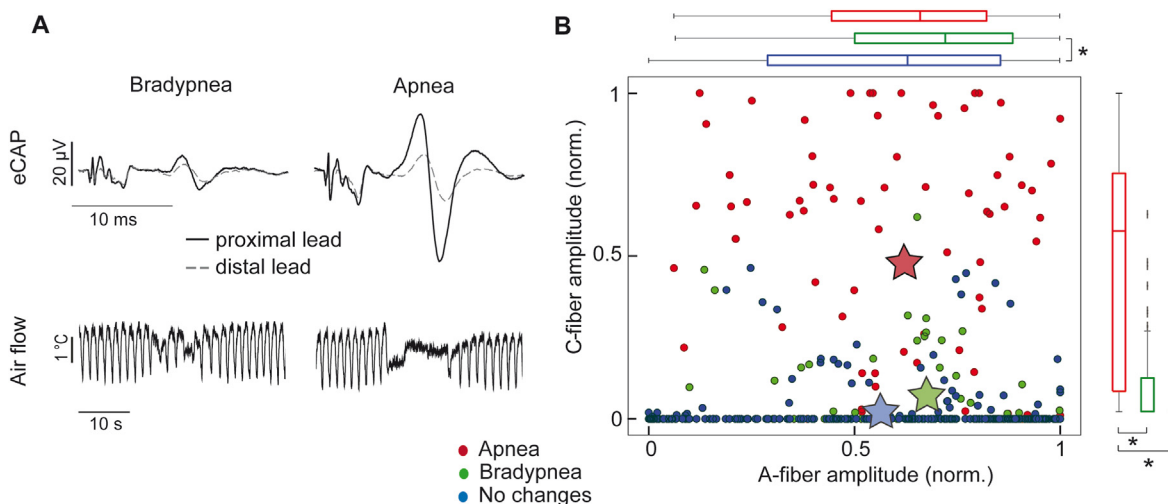 A
B
Bradypnea
Apnea
eCAP
20 µV
10 ms
proximal lead
distal lead
Air flow
1 °C
10 s
Apnea
Bradypnea
No changes
*
C-fiber amplitude (norm.)
1
0.5
0
0
0.5
1
A-fiber amplitude (norm.)
*
*